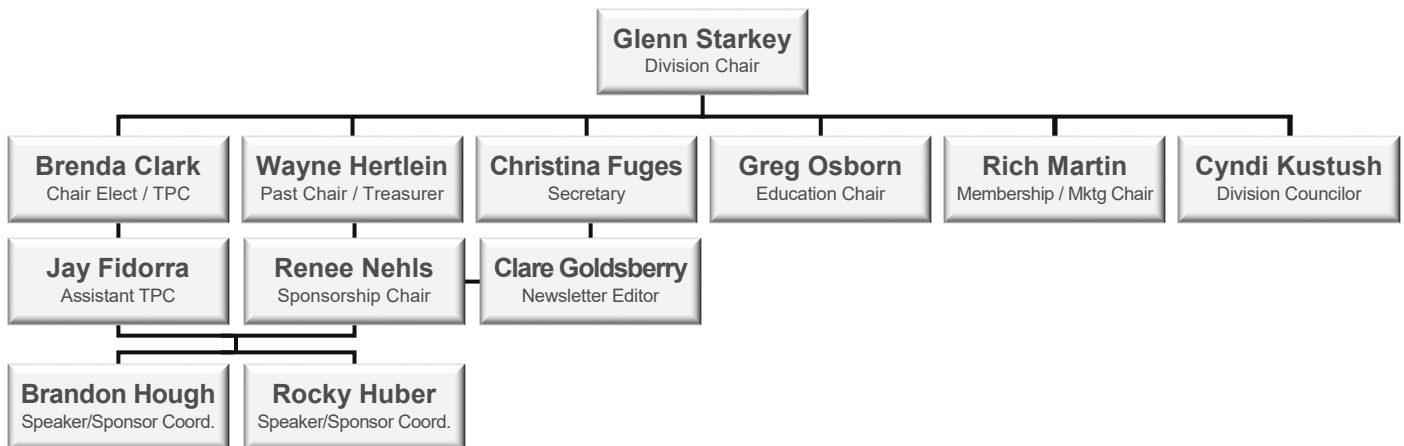 Glenn Starkey
Division Chair
Brenda Clark
Chair Elect / TPC
Wayne Hertlein
Past Chair / Treasurer
Christina Fuges
Secretary
Greg Osborn
Education Chair
Rich Martin
Membership / Mktg Chair
Cyndi Kustush
Division Councilor
Jay Fidorra
Assistant TPC
Renee Nehls
Sponsorship Chair
Clare Goldsberry
Newsletter Editor
Brandon Hough
Speaker/Sponsor Coord.
Rocky Huber
Speaker/Sponsor Coord.